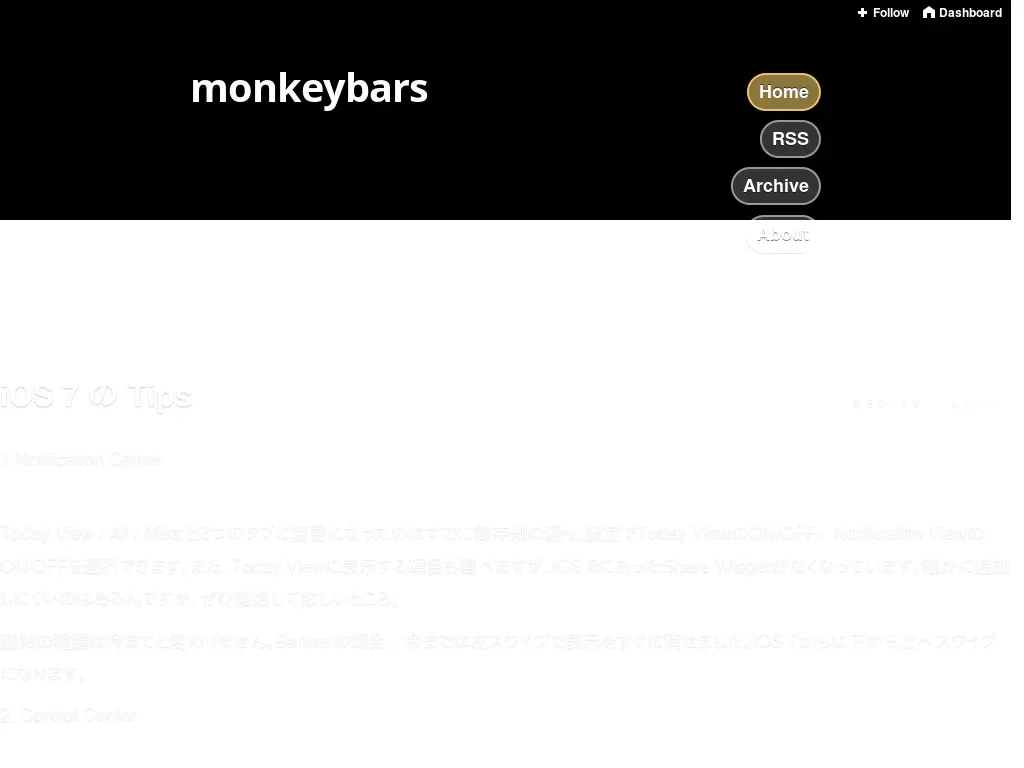 Follow Dashboard
monkeybars
Home
RSS
Archive
About
iOS 7 の Tips
1. Notification Center
Today View / All / Miss と3つのタブに変更になったのはすでに御存知の通り。設定でToday ViewのON/OFF、Notification Viewの
ON/OFFを選択できます。また、Today Viewに表示する項目も選べますが、iOS 6にあったShare Widgetがなくなっています。確かに追加
しにくいのはあるんですが、ぜひ復活して欲しいところ。
通知の種類は今までと変わりません。Bannerの場合、今までは左スワイプで表示をすぐに消せました。iOS 7からは下から上へスワイプ
になります。
2. Control Center